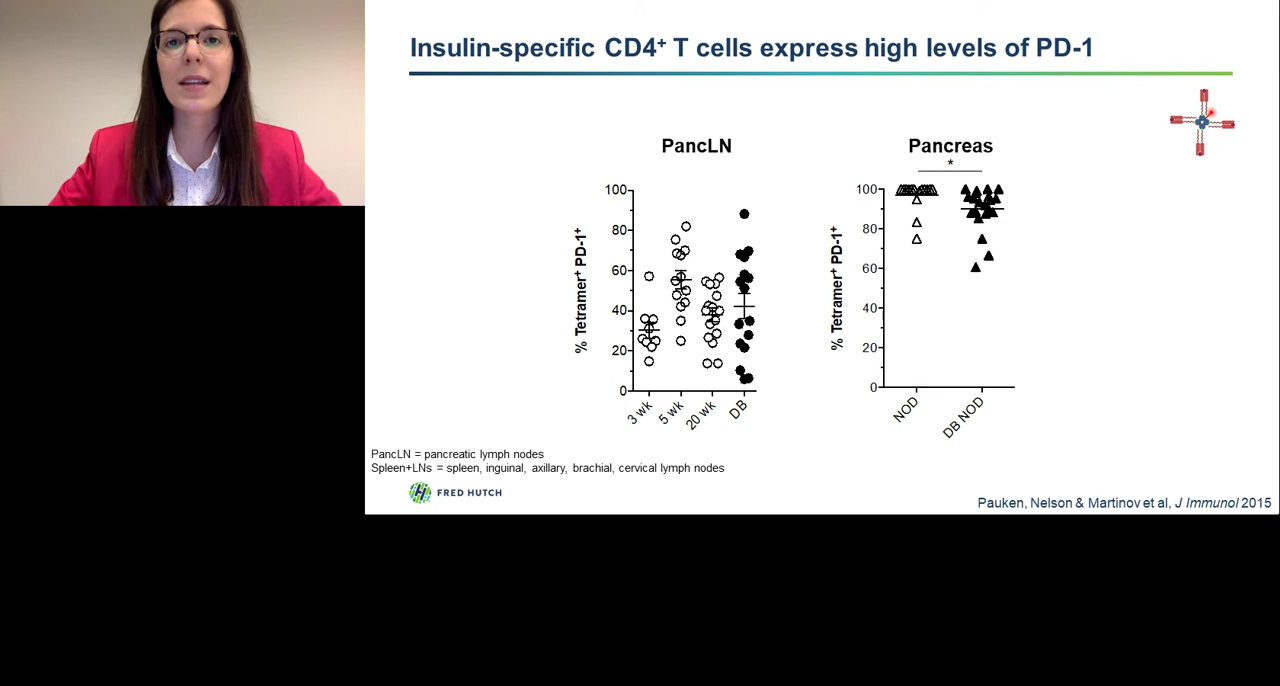 Insulin-specific CD4⁺ T cells express high levels of PD-1
PancLN
% Tetramer⁺ PD-1⁺
100
80
60
40
20
0
3 wk
5 wk
20 wk
DB
Pancreas
*
% Tetramer⁺ PD-1⁺
100
80
60
40
20
0
NOD
DB NOD
PancLN = pancreatic lymph nodes
Spleen+LNs = spleen, inguinal, axillary, brachial, cervical lymph nodes
FRED HUTCH
Pauken, Nelson & Martinov et al, J Immunol 2015